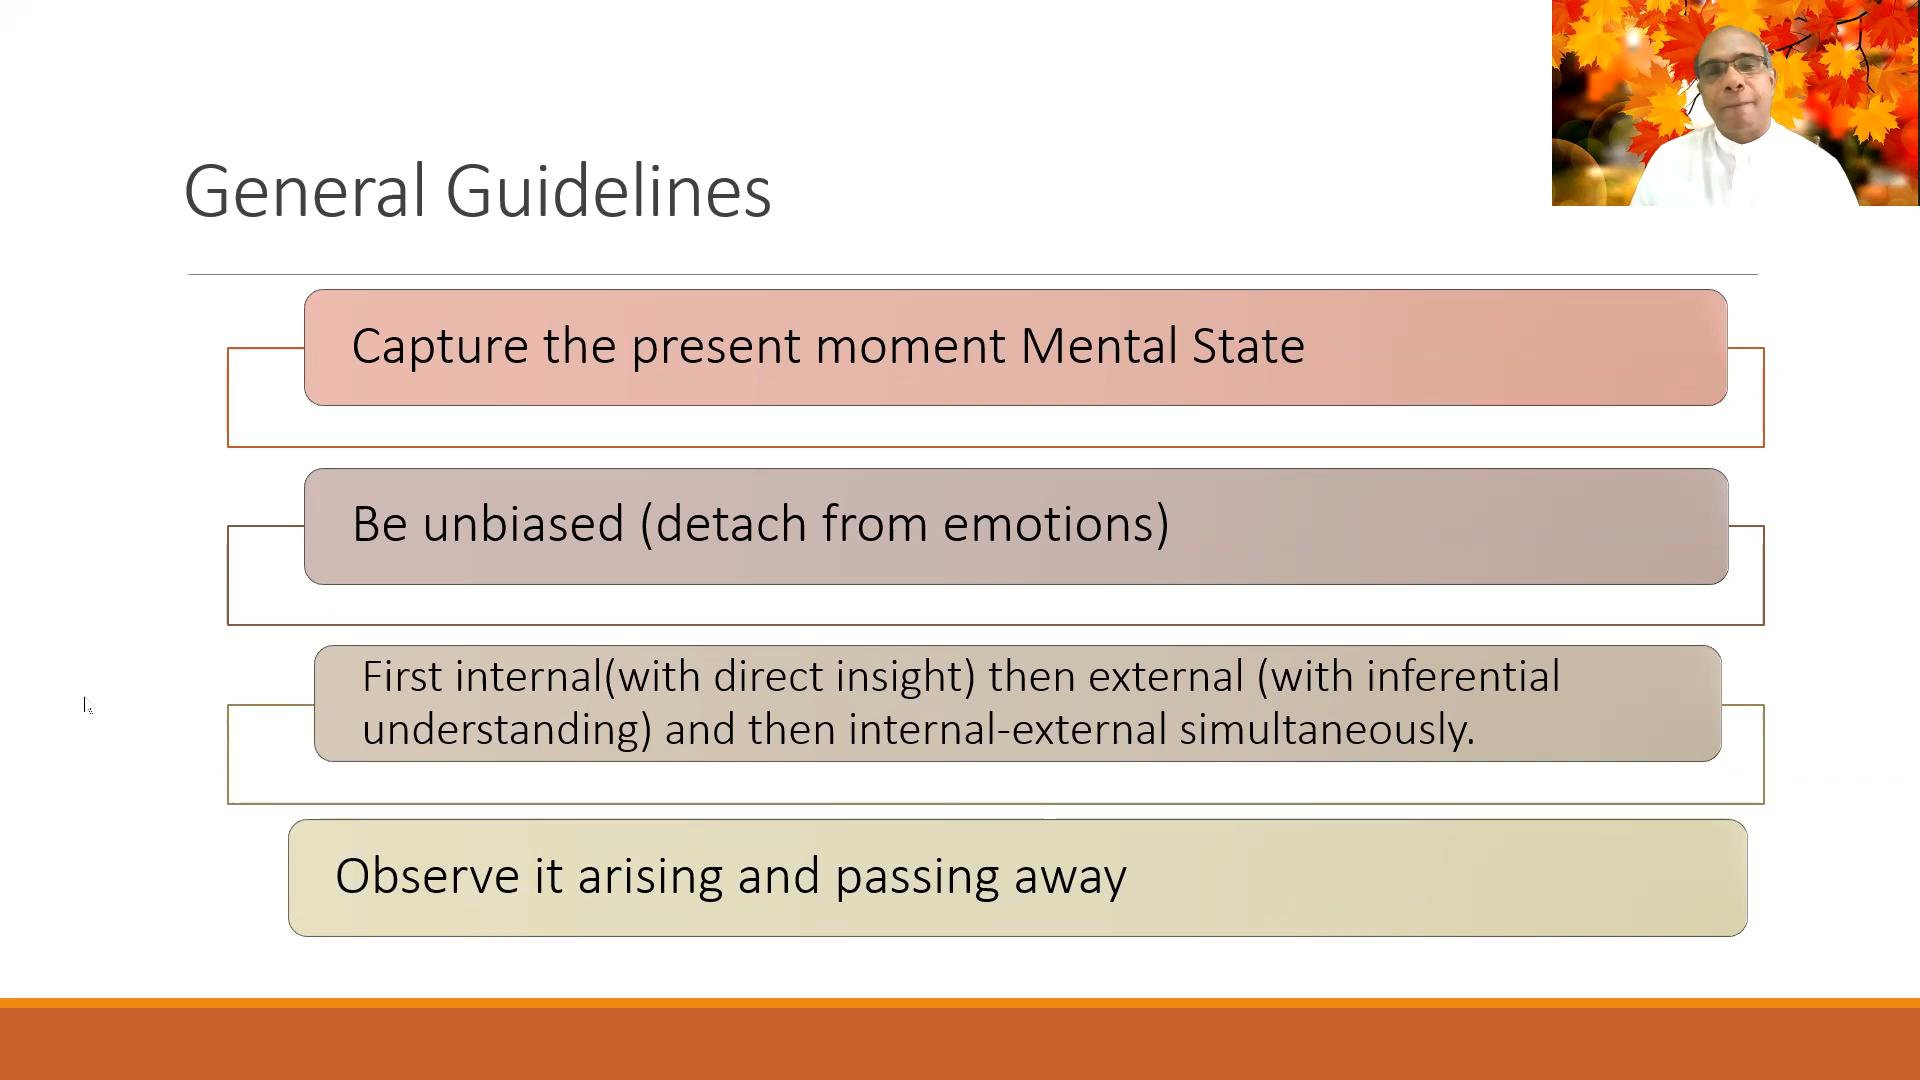 General Guidelines
Capture the present moment Mental State
Be unbiased (detach from emotions)
First internal(with direct insight) then external (with inferential
understanding) and then internal-external simultaneously.
Observe it arising and passing away